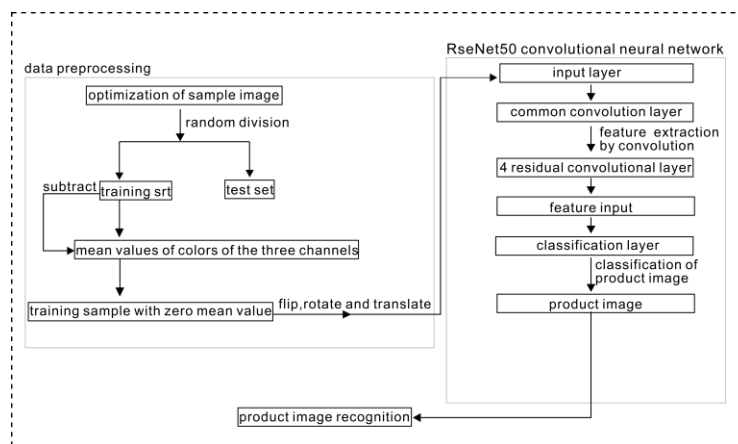 RseNet50 convolutional neural network
data preprocessing
optimization of sample image
random division
subtract
training srt
test set
mean values of colors of the three channels
training sample with zero mean value
flip,rotate and translate
input layer
common convolution layer
feature extraction
by convolution
4 residual convolutional layer
feature input
classification layer
classification of
product image
product image
product image recognition